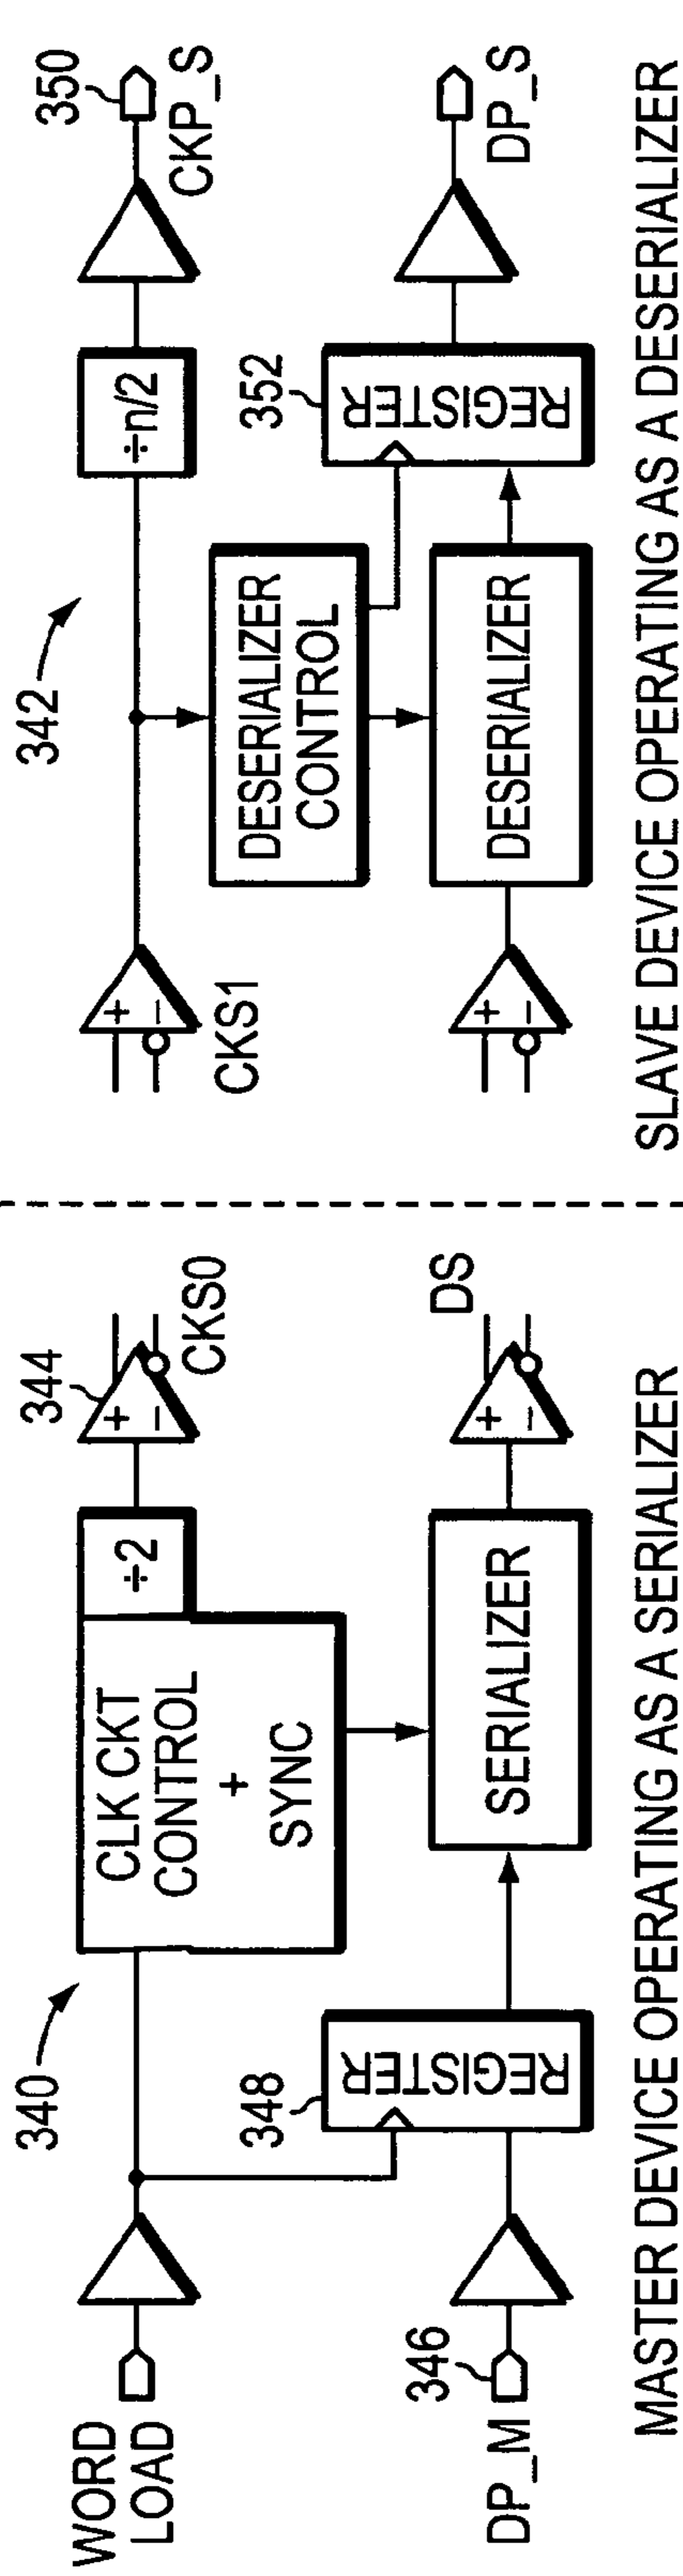 340
WORD
LOAD
CLK CKT
CONTROL
+
SYNC
÷2
344
+
−
CKS0
348
REGISTER
346
DP_M
SERIALIZER
+
−
DS
MASTER DEVICE OPERATING AS A SERIALIZER
342
+
−
CKS1
÷n/2
350
CKP_S
DESERIALIZER
CONTROL
352
REGISTER
+
−
DESERIALIZER
DP_S
SLAVE DEVICE OPERATING AS A DESERIALIZER